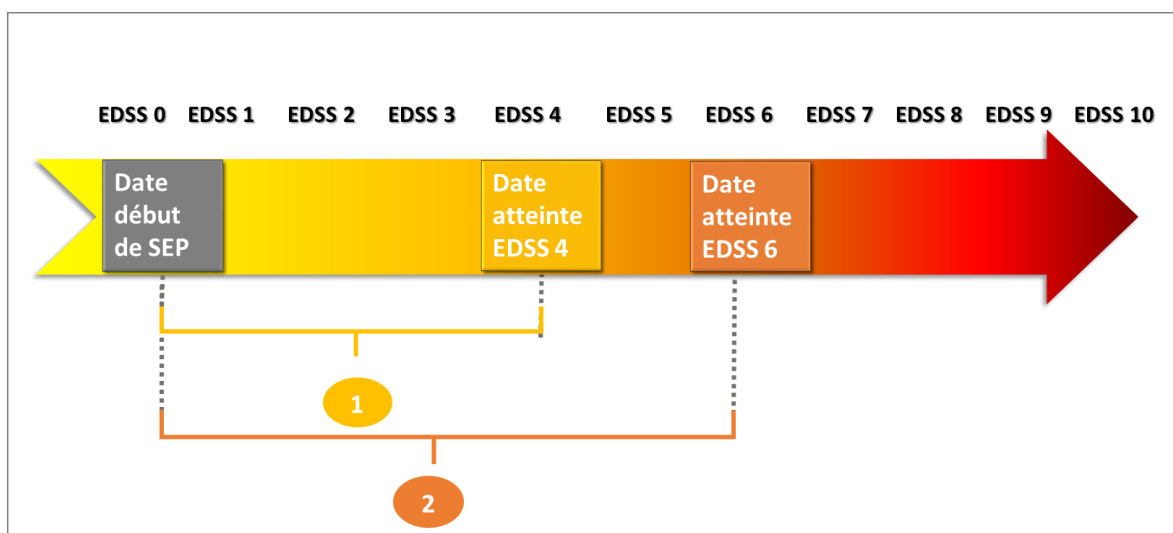 EDSS 0 EDSS 1 EDSS 2 EDSS 3 EDSS 4 EDSS 5 EDSS 6 EDSS 7 EDSS 8 EDSS 9 EDSS 10
Date
début
de SEP
Date
atteinte
EDSS 4
Date
atteinte
EDSS 6
1
2